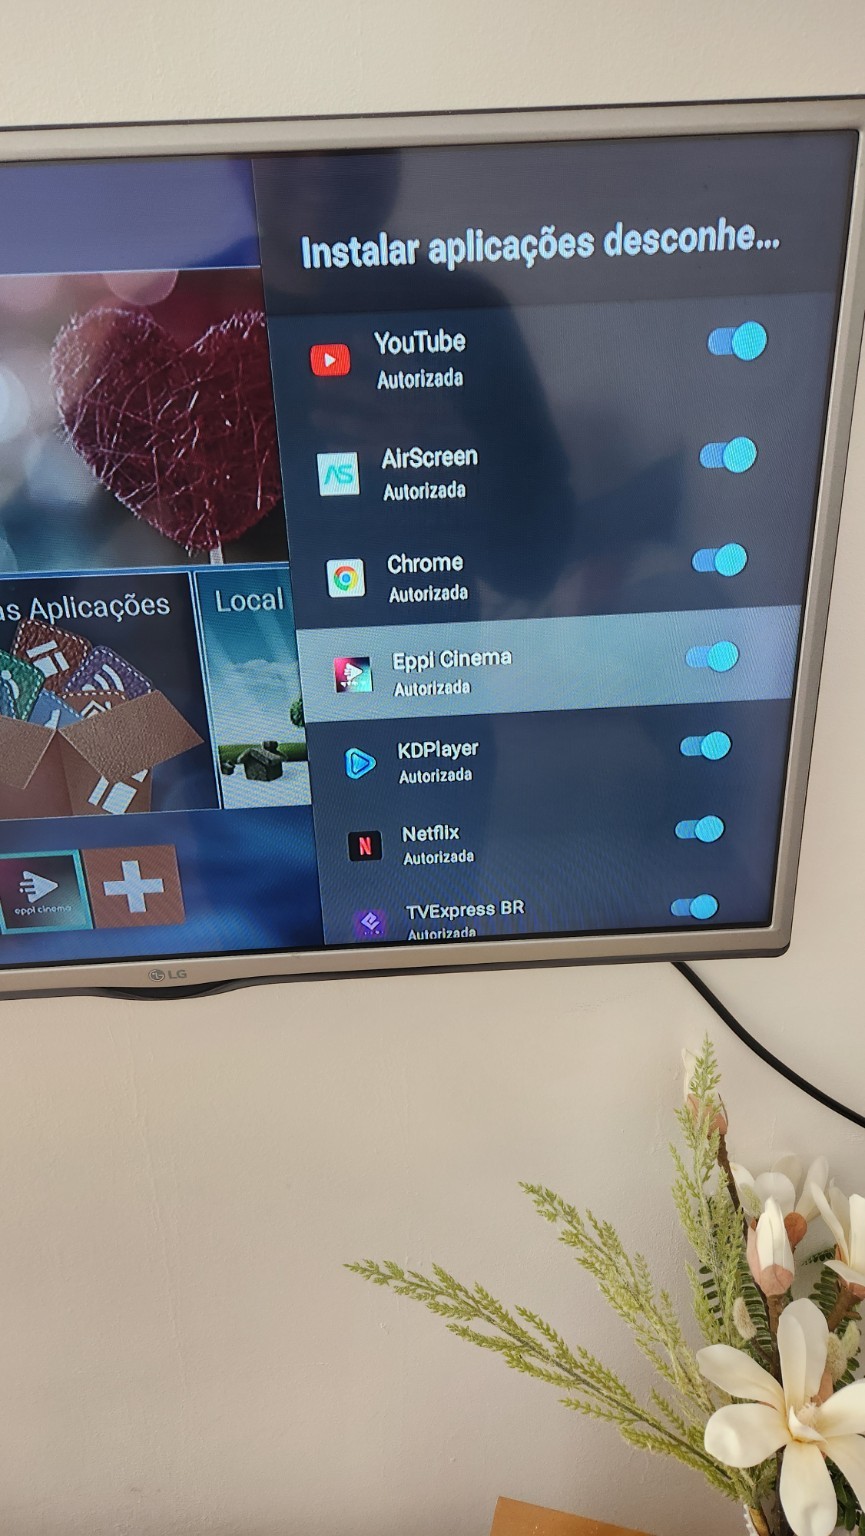 Instalar aplicações desconhe...
YouTube
Autorizada
AirScreen
Autorizada
Chrome
Autorizada
Eppi Cinema
Autorizada
KDPlayer
Autorizada
Netflix
Autorizada
TVExpress BR
Autorizada
as Aplicações
Local
eppi cinema
AS
N
LG